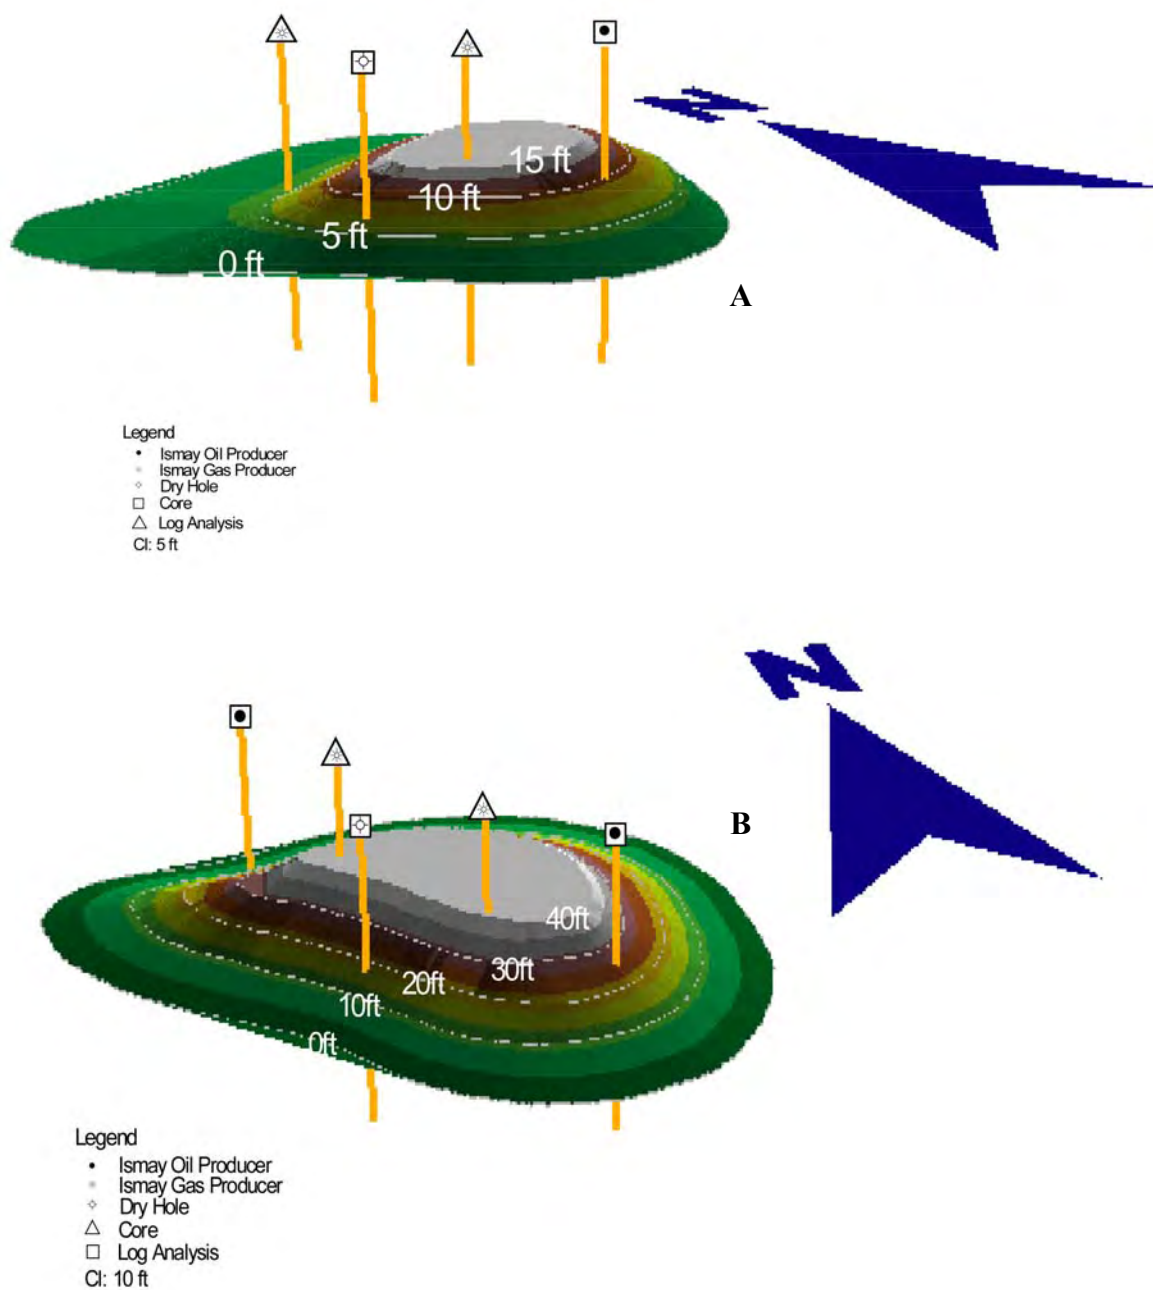 15 ft
10 ft
5 ft
0 ft
N
A
Legend
Ismay Oil Producer
Ismay Gas Producer
Dry Hole
Core
Log Analysis
CI: 5 ft
N
B
40ft
30ft
20ft
10ft
0ft
Legend
Ismay Oil Producer
Ismay Gas Producer
Dry Hole
Core
Log Analysis
CI: 10 ft